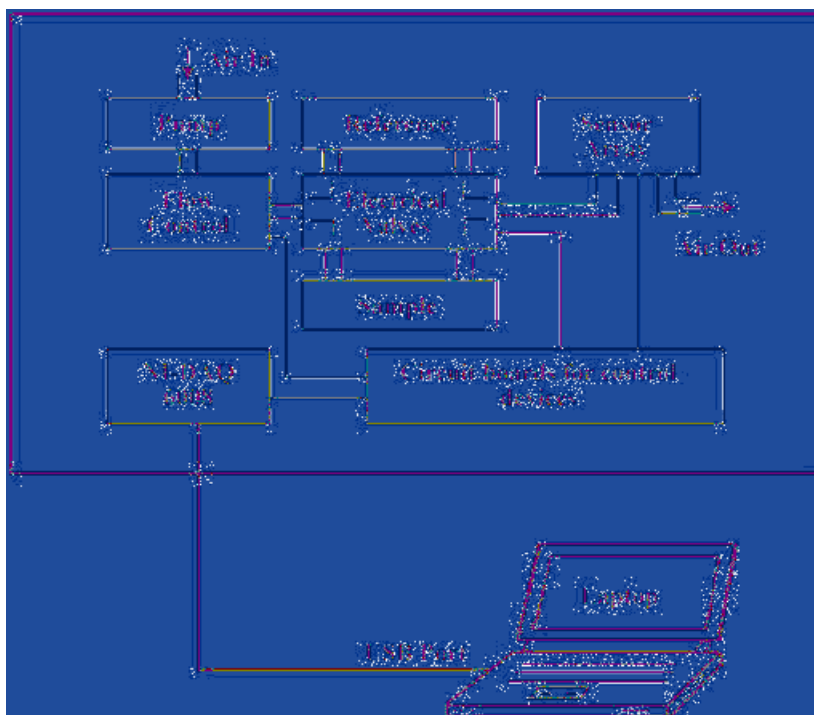 Air In
Pump
Reference
Sensor
Array
Flow
Control
Electrical
Valves
Air Out
Sample
Circuit boards for control
devices
Laptop
USB Port